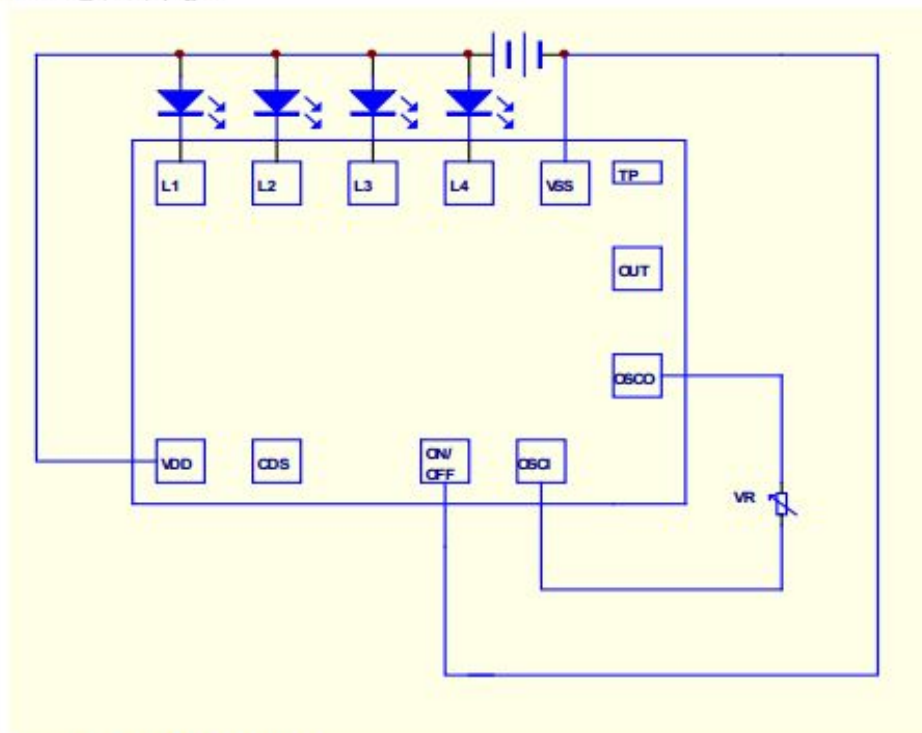 L1 L2 L3 L4 VSS TP
OUT
OSCO
VDD CDS ON/
OFF OSCI
VR